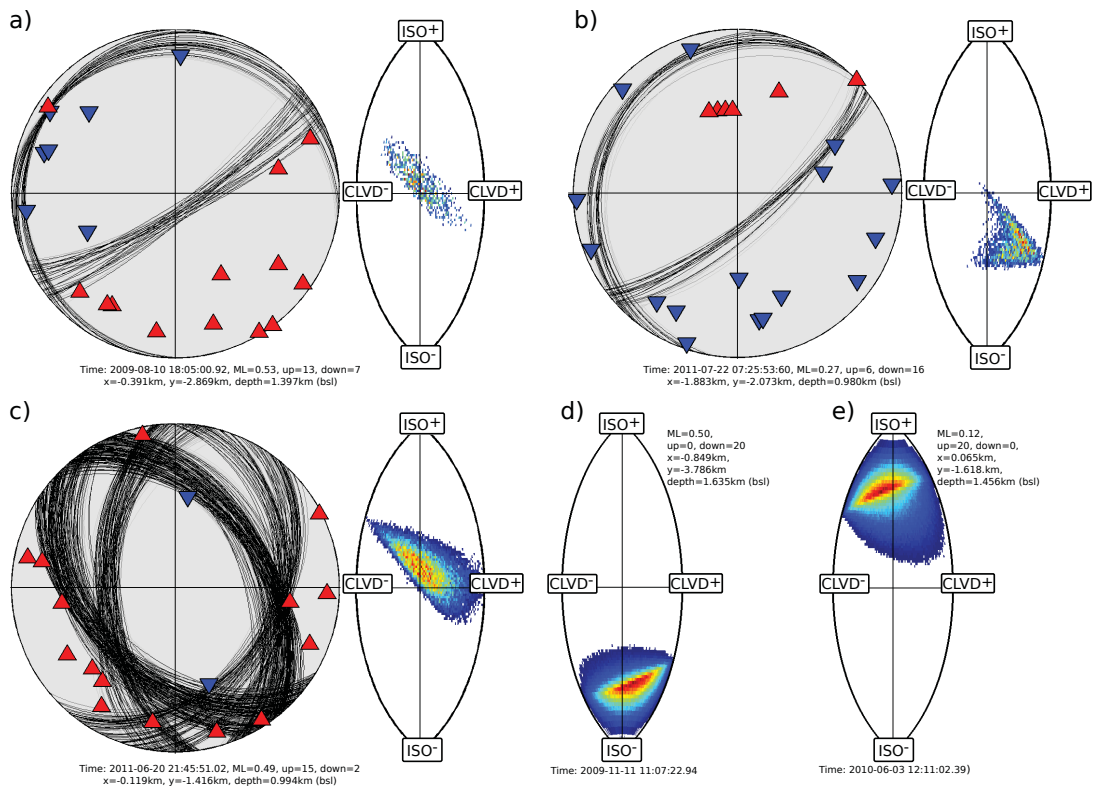 a)
ISO+
CLVD-
CLVD+
ISO-
Time: 2009-08-10 18:05:00.92, ML=0.53, up=13, down=7
x=-0.391km, y=-2.869km, depth=1.397km (bsl)
b)
ISO+
CLVD-
CLVD+
ISO-
Time: 2011-07-22 07:25:53:60, ML=0.27, up=6, down=16
x=-1.883km, y=-2.073km, depth=0.980km (bsl)
c)
ISO+
CLVD-
CLVD+
ISO-
Time: 2011-06-20 21:45:51.02, ML=0.49, up=15, down=2
x=-0.119km, y=-1.416km, depth=0.994km (bsl)
d)
ISO+
ML=0.50,
up=0, down=20
x=-0.849km,
y=-3.786km,
depth=1.635km (bsl)
CLVD-
CLVD+
ISO-
Time: 2009-11-11 11:07:22.94
e)
ISO+
ML=0.12,
up=20, down=0,
x=0.065km,
y=-1.618.km,
depth=1.456km (bsl)
CLVD-
CLVD+
ISO-
Time: 2010-06-03 12:11:02.39)